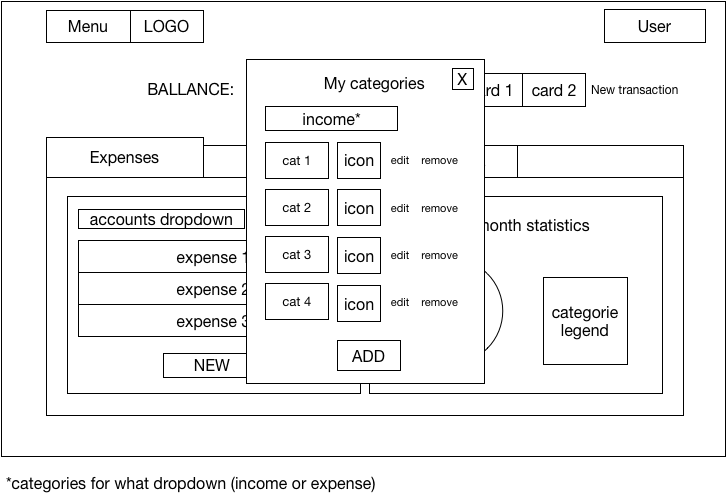 Menu LOGO User
My categories X
BALLANCE: rd 1 card 2 New transaction
income*
Expenses
cat 1 icon edit remove
cat 2 icon edit remove
accounts dropdown
month statistics
expense 1
cat 3 icon edit remove
expense 2
cat 4 icon edit remove
categorie
legend
expense 3
NEW
ADD
*categories for what dropdown (income or expense)